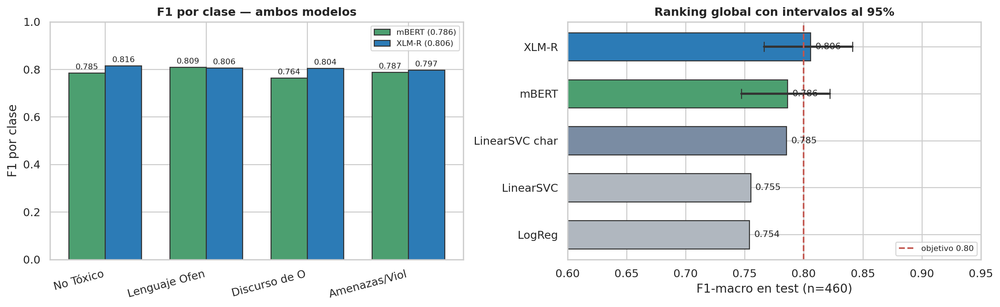 F1 por clase — ambos modelos
F1 por clase
1.0
0.8
0.6
0.4
0.2
0.0
mBERT (0.786)
XLM-R (0.806)
0.785
0.816
0.809
0.806
0.764
0.804
0.787
0.797
No Tóxico
Lenguaje Ofen
Discurso de O
Amenazas/Viol
Ranking global con intervalos al 95%
XLM-R
0.806
mBERT
0.786
LinearSVC char
0.785
LinearSVC
0.755
LogReg
0.754
objetivo 0.80
0.60
0.65
0.70
0.75
0.80
0.85
0.90
0.95
F1-macro en test (n=460)